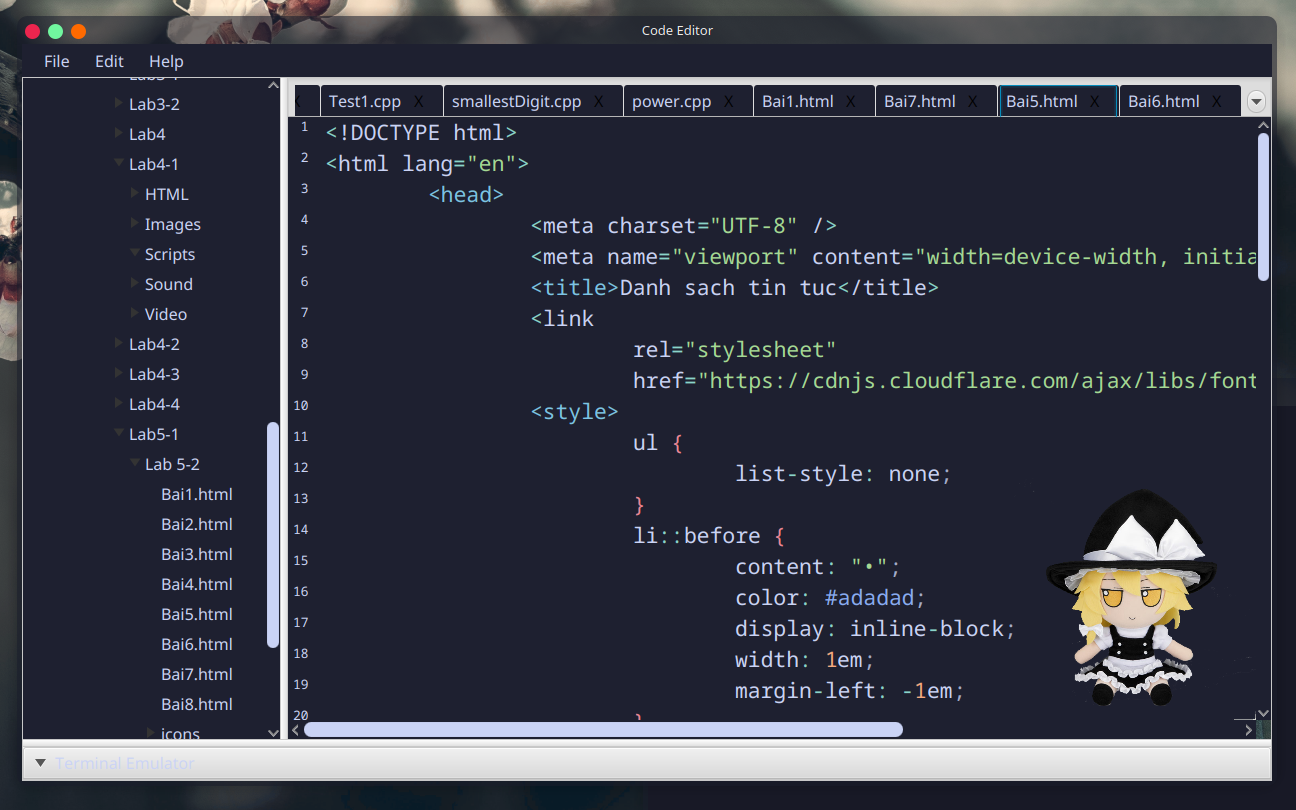 Code Editor
File Edit Help
Lab3-1
Lab3-2
Lab4
Lab4-1
HTML
Images
Scripts
Sound
Video
Lab4-2
Lab4-3
Lab4-4
Lab5-1
Lab 5-2
Bai1.html
Bai2.html
Bai3.html
Bai4.html
Bai5.html
Bai6.html
Bai7.html
Bai8.html
icons
X Test1.cpp X smallestDigit.cpp X power.cpp X Bai1.html X Bai7.html X Bai5.html X Bai6.html X
1 <!DOCTYPE html>
2 <html lang="en">
3 <head>
4 <meta charset="UTF-8" />
5 <meta name="viewport" content="width=device-width, initia
6 <title>Danh sach tin tuc</title>
7 <link
8 rel="stylesheet"
9 href="https://cdnjs.cloudflare.com/ajax/libs/font
10 <style>
11 ul {
12 list-style: none;
13 }
14 li::before {
15 content: "•";
16 color: #adadad;
17 display: inline-block;
18 width: 1em;
19 margin-left: -1em;
20 }
Terminal Emulator